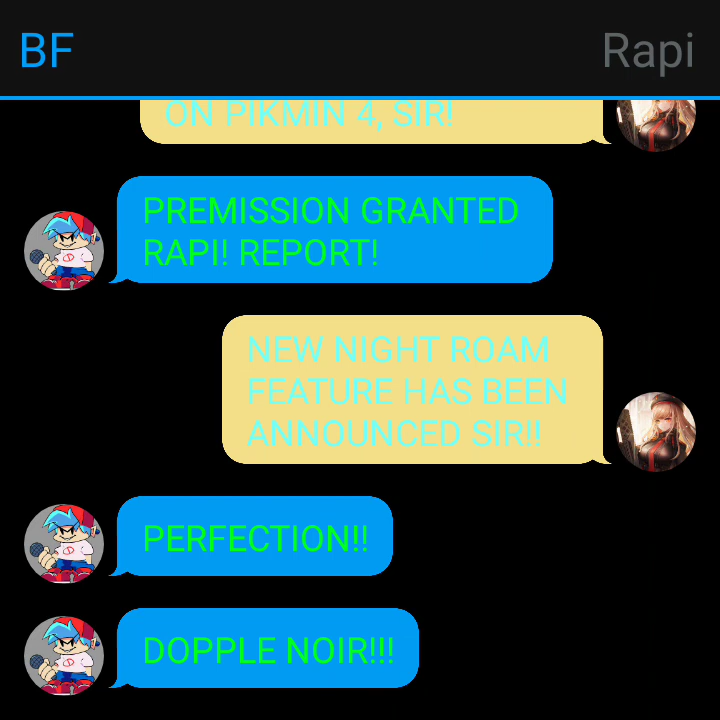 BF
Rapi
ON PIKMIN 4, SIR!
PREMISSION GRANTED
RAPI! REPORT!
NEW NIGHT ROAM
FEATURE HAS BEEN
ANNOUNCED SIR!!
PERFECTION!!
DOPPLE NOIR!!!